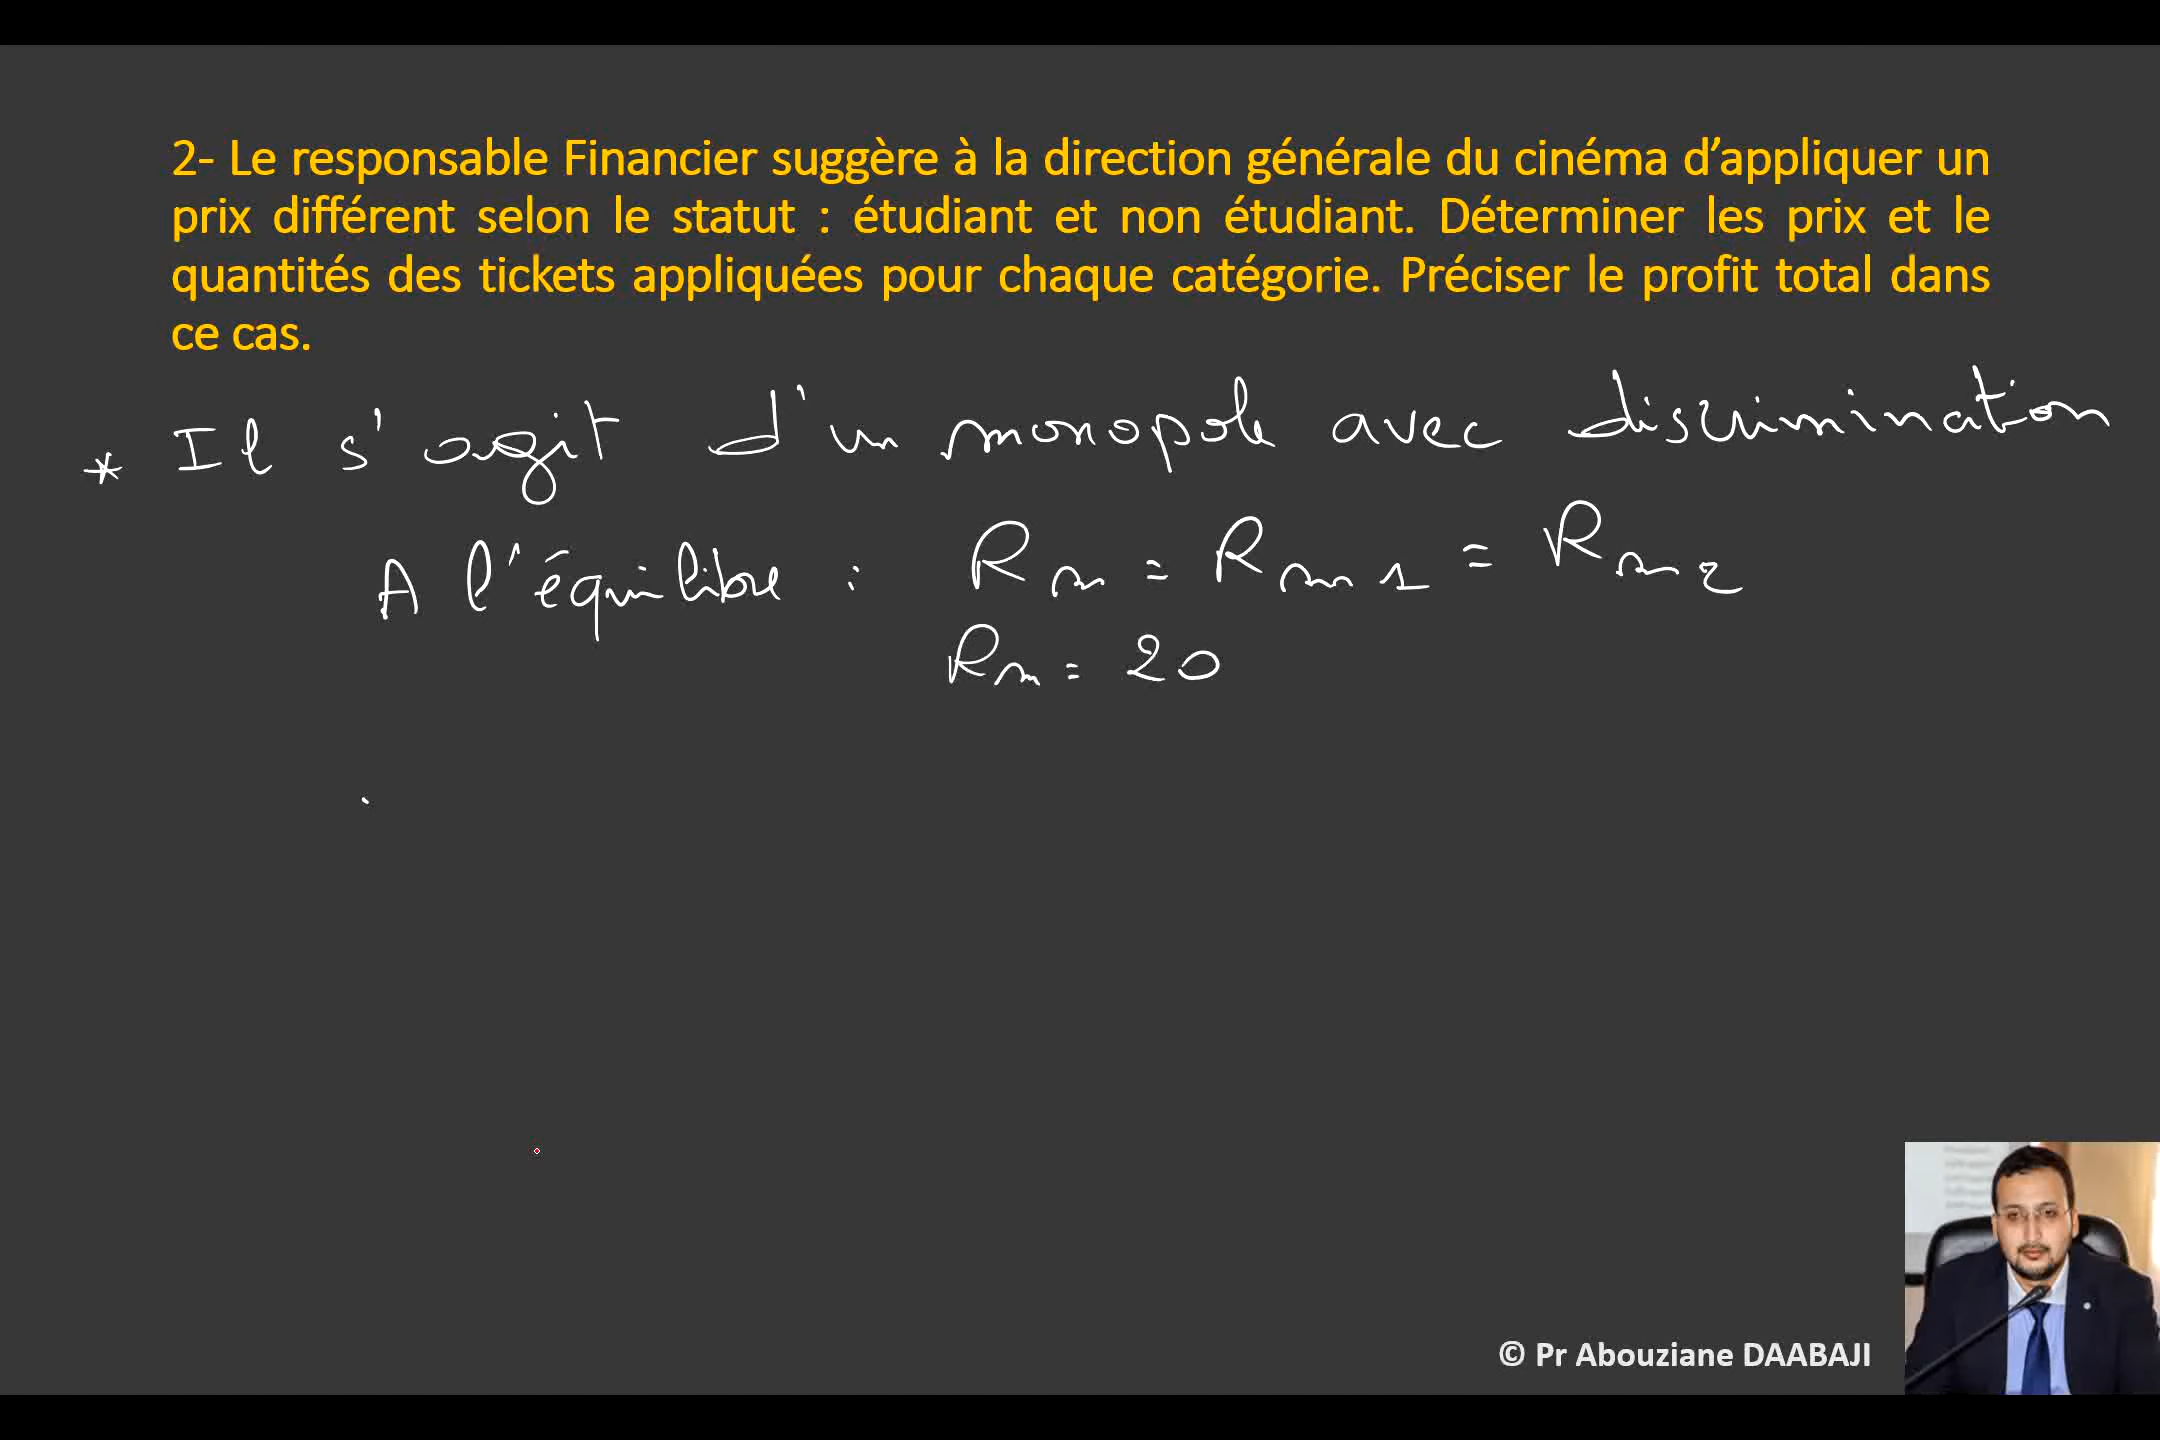 2- Le responsable Financier suggère à la direction générale du cinéma d’appliquer un
prix différent selon le statut : étudiant et non étudiant. Déterminer les prix et le
quantités des tickets appliquées pour chaque catégorie. Préciser le profit total dans
ce cas.
* Il s'agit d'un monopole avec discrimination
A l'équilibre : Rm = Rm1 = Rm2
Rm = 20
© Pr Abouziane DAABAJI